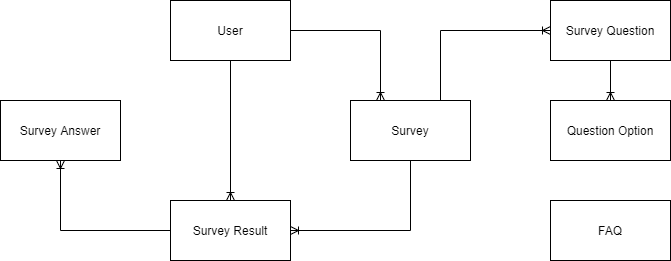 User
Survey Question
Survey Answer
Survey
Question Option
Survey Result
FAQ